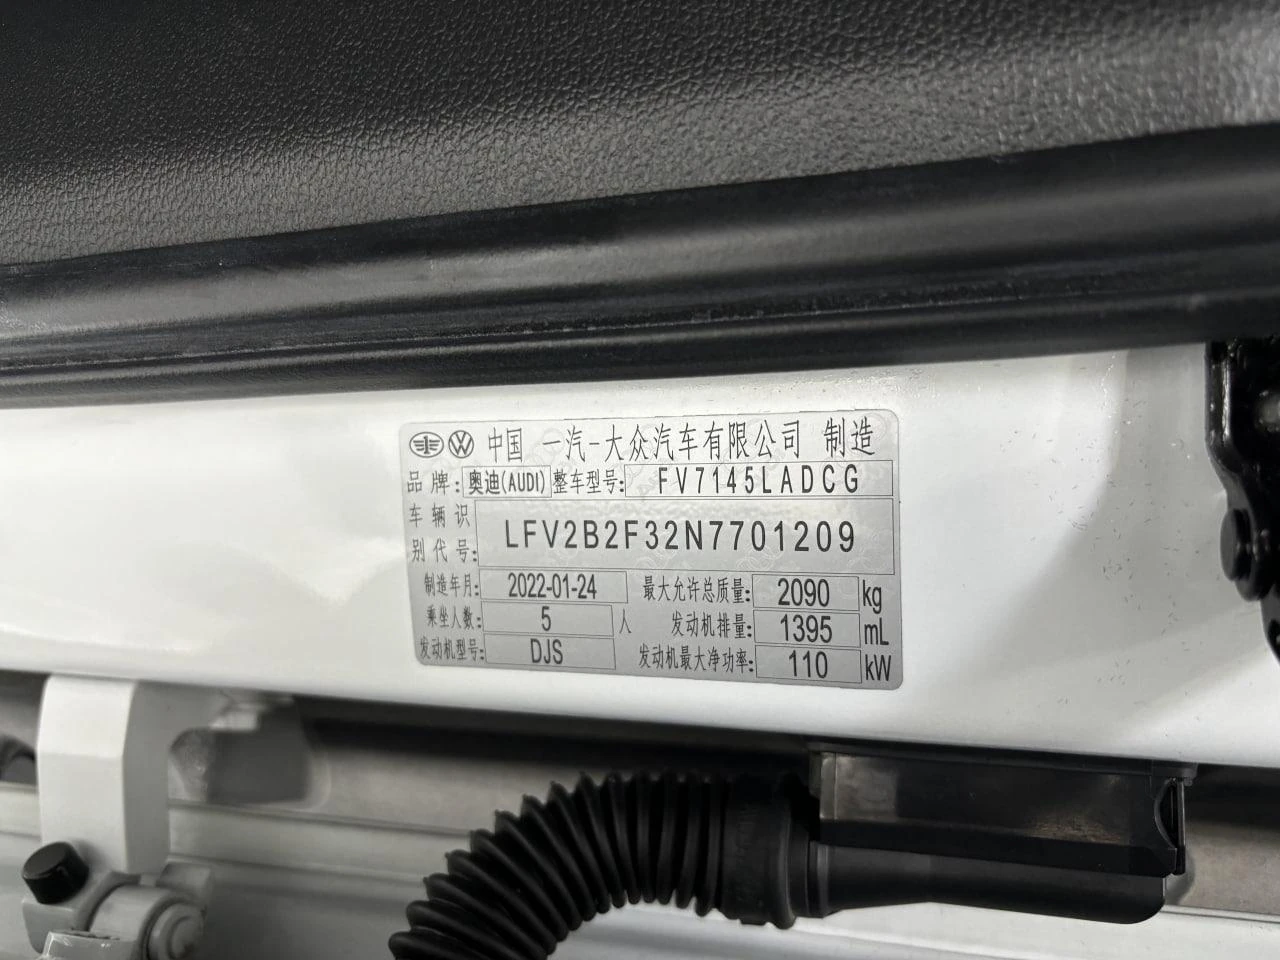 中国 一汽-大众汽车有限公司 制造
品牌: 奥迪(AUDI) 整车型号: FV7145LADCG
车辆识别代号: LFV2B2F32N7701209
制造年月: 2022-01-24 最大允许总质量: 2090 kg
乘坐人数: 5 人 发动机排量: 1395 mL
发动机型号: DJS 发动机最大净功率: 110 kW